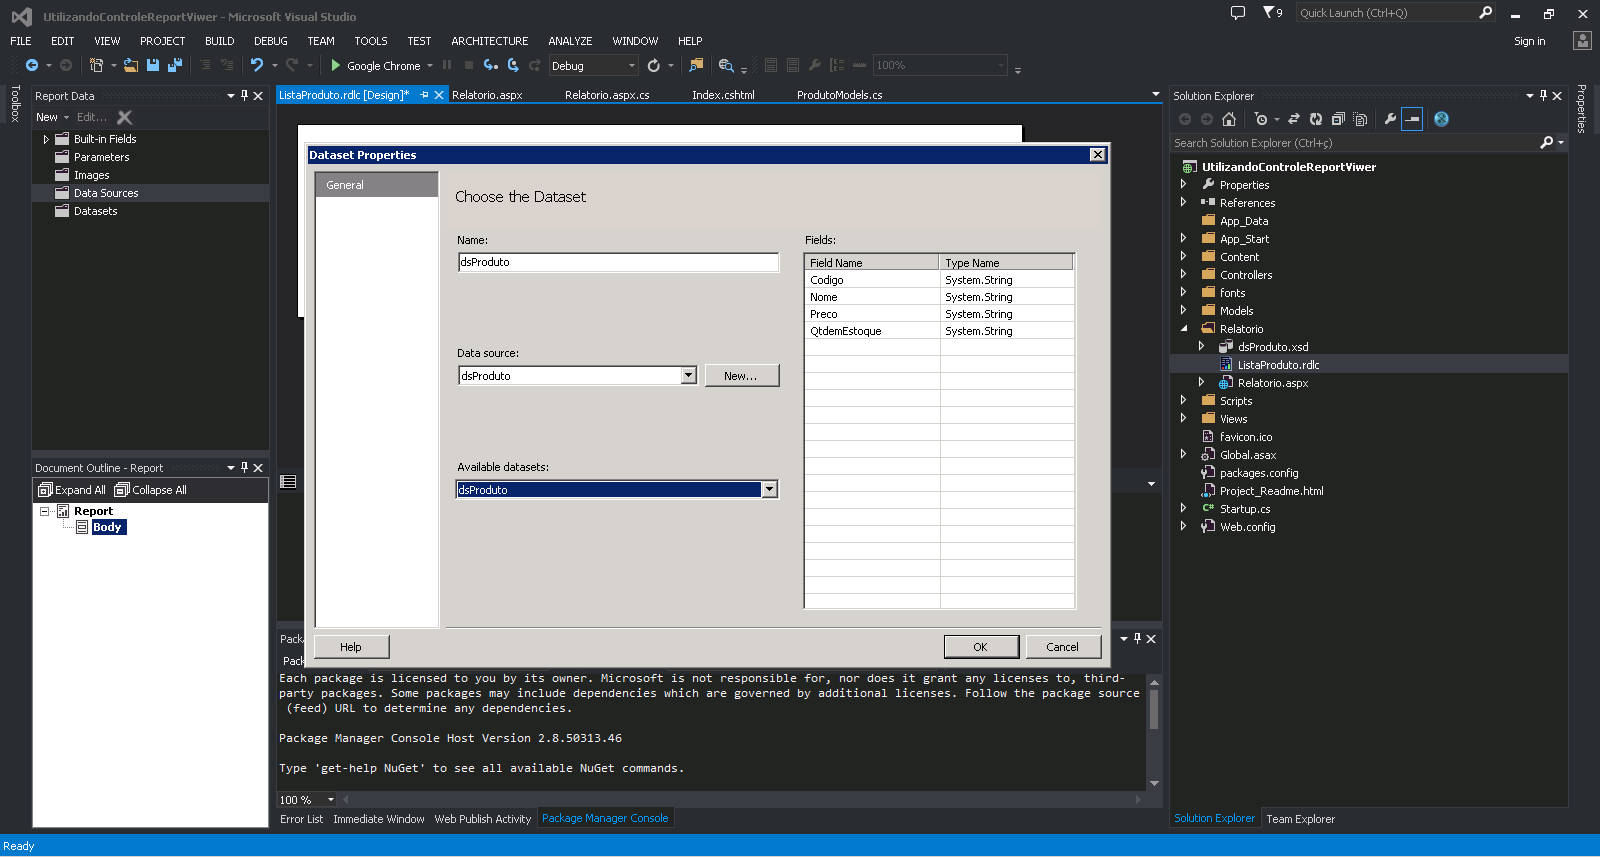 UtilizandoControleReportViwer - Microsoft Visual Studio
9
Quick Launch (Ctrl+Q)
FILE EDIT VIEW PROJECT BUILD DEBUG TEAM TOOLS TEST ARCHITECTURE ANALYZE WINDOW HELP
Sign in
Google Chrome
Debug
100%
Toolbox
Report Data
New Edit...
Built-in Fields
Parameters
Images
Data Sources
Datasets
Document Outline - Report
Expand All Collapse All
Report
Body
ListaProduto.rdlc [Design]* Relatorio.aspx Relatorio.aspx.cs Index.cshtml ProdutoModels.cs
Dataset Properties
General
Choose the Dataset
Name:
dsProduto
Data source:
dsProduto
New...
Available datasets:
dsProduto
Fields:
Field Name Type Name
Codigo System.String
Nome System.String
Preco System.String
QtdemEstoque System.String
Help
OK
Cancel
Pack
Pac
Each package is licensed to you by its owner. Microsoft is not responsible for, nor does it grant any licenses to, third-
party packages. Some packages may include dependencies which are governed by additional licenses. Follow the package source
(feed) URL to determine any dependencies.
Package Manager Console Host Version 2.8.50313.46
Type 'get-help NuGet' to see all available NuGet commands.
100 %
Error List Immediate Window Web Publish Activity Package Manager Console
Solution Explorer
Search Solution Explorer (Ctrl+ç)
UtilizandoControleReportViwer
Properties
References
App_Data
App_Start
Content
Controllers
fonts
Models
Relatorio
dsProduto.xsd
ListaProduto.rdlc
Relatorio.aspx
Scripts
Views
favicon.ico
Global.asax
packages.config
Project_Readme.html
Startup.cs
Web.config
Solution Explorer Team Explorer
Properties
Ready